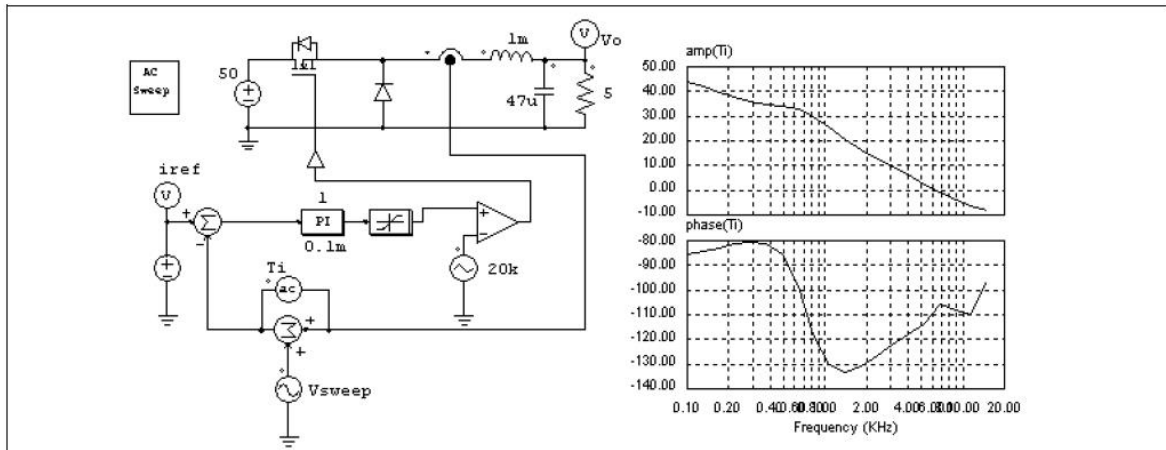 AC
Sweep
50
1m
V
Vo
47u
5
iref
V
1
PI
0.1m
20k
Ti
ac
Vsweep
amp(Ti)
50.00
40.00
30.00
20.00
10.00
0.00
-10.00
phase(Ti)
-80.00
-90.00
-100.00
-110.00
-120.00
-130.00
-140.00
0.10
0.20
2.00
20.00
Frequency (KHz)